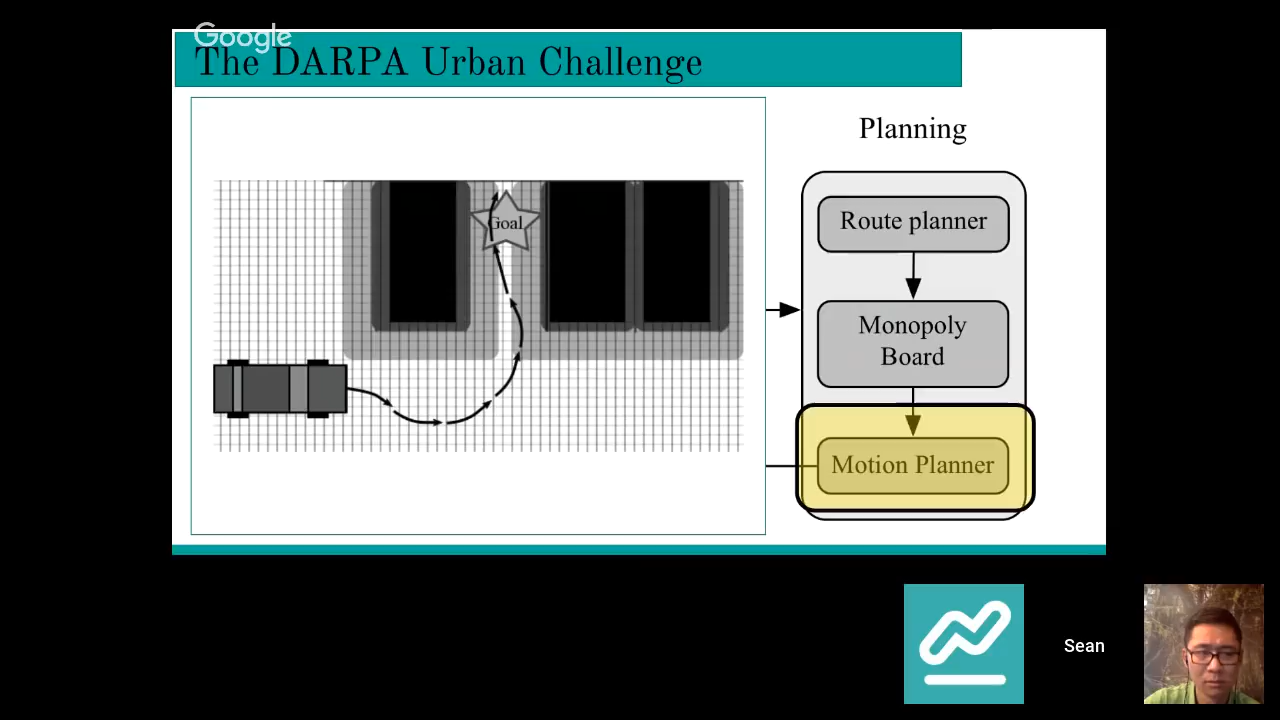 Google
The DARPA Urban Challenge
Planning
Goal
Route planner
Monopoly
Board
Motion Planner
Sean